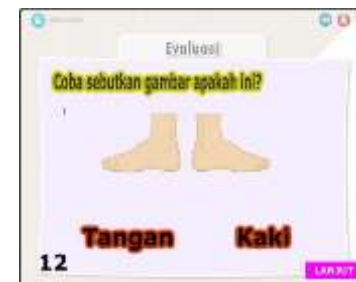 Evaluasi
Coba sebutkan gambar apakah ini?
Tangan Kaki
12
LANJUT